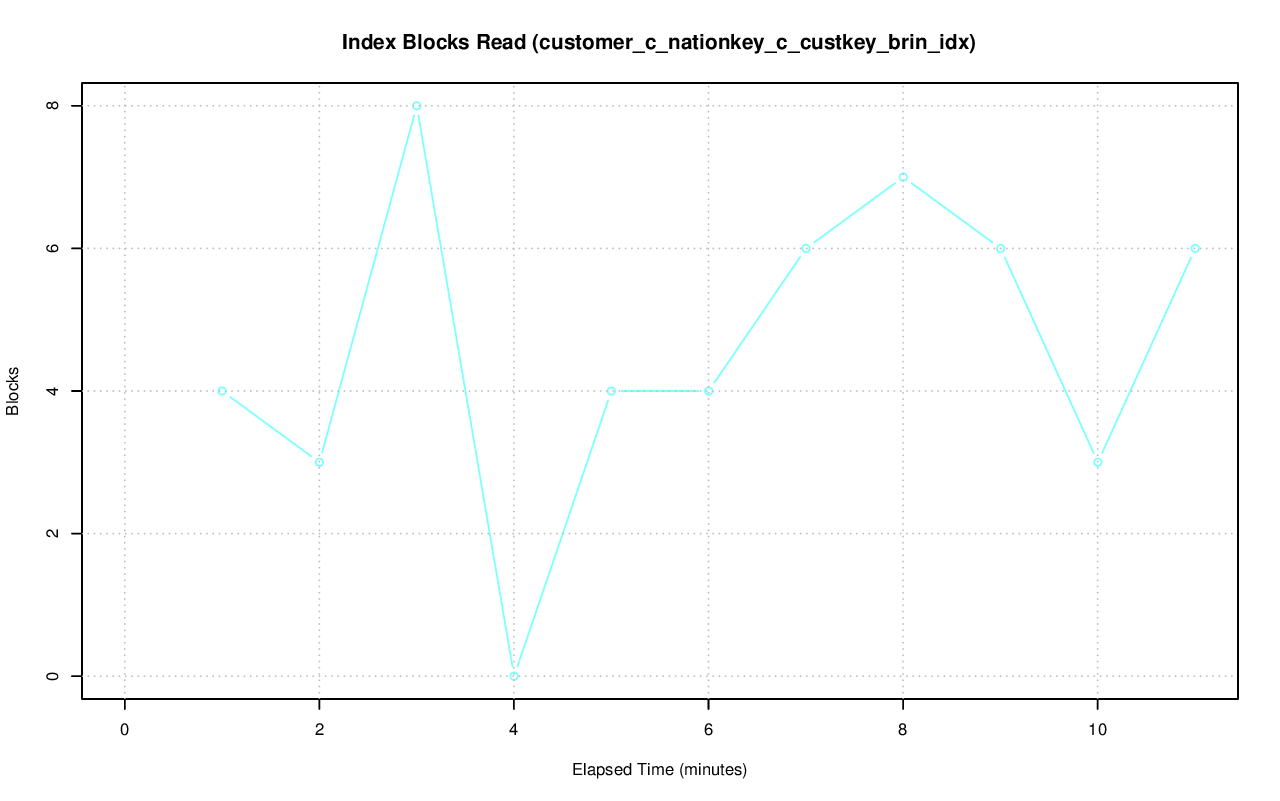 Index Blocks Read (customer_c_nationkey_c_custkey_brin_idx)
8
6
4
2
0
Blocks
0 2 4 6 8 10
Elapsed Time (minutes)